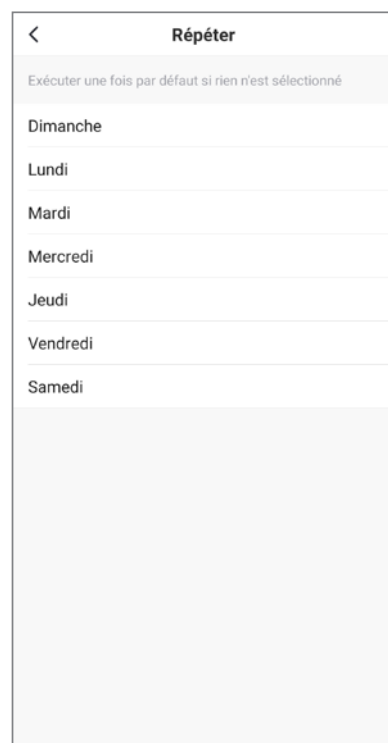 Répéter
Exécuter une fois par défaut si rien n'est sélectionné
Dimanche
Lundi
Mardi
Mercredi
Jeudi
Vendredi
Samedi